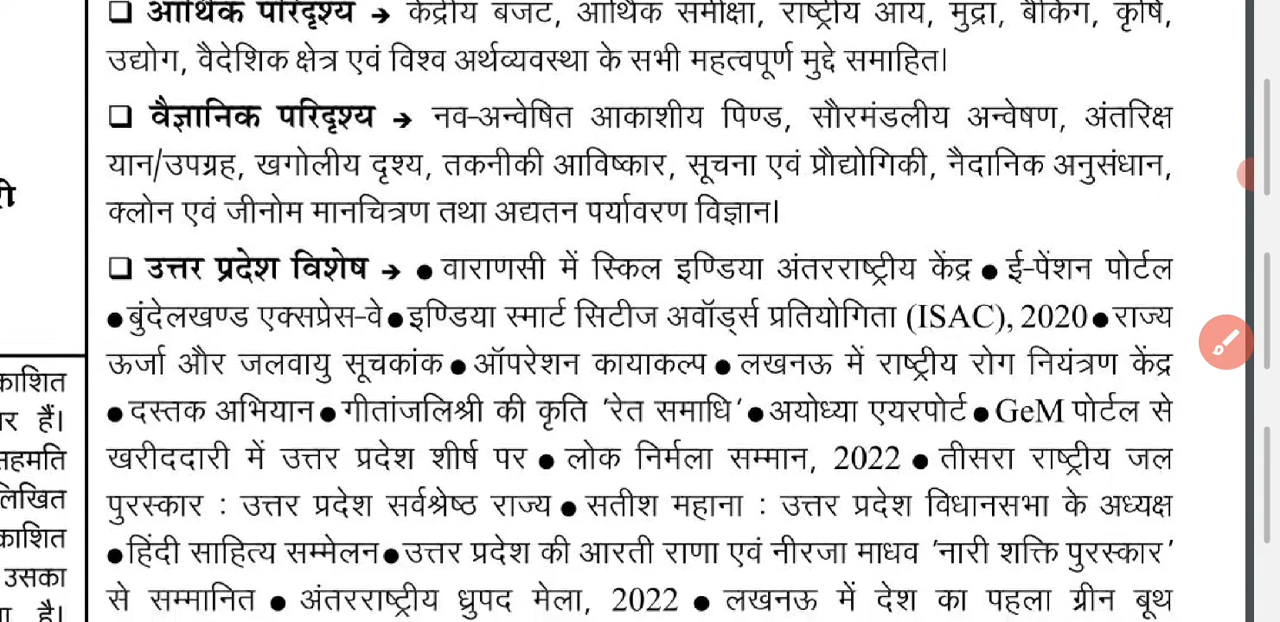 ❑ आर्थिक परिदृश्य → केंद्रीय बजट, आर्थिक समीक्षा, राष्ट्रीय आय, मुद्रा, बैंकिंग, कृषि,
उद्योग, वैदेशिक क्षेत्र एवं विश्व अर्थव्यवस्था के सभी महत्वपूर्ण मुद्दे समाहित।
❑ वैज्ञानिक परिदृश्य → नव-अन्वेषित आकाशीय पिण्ड, सौरमंडलीय अन्वेषण, अंतरिक्ष
यान/उपग्रह, खगोलीय दृश्य, तकनीकी आविष्कार, सूचना एवं प्रौद्योगिकी, नैदानिक अनुसंधान,
क्लोन एवं जीनोम मानचित्रण तथा अद्यतन पर्यावरण विज्ञान।
❑ उत्तर प्रदेश विशेष → ● वाराणसी में स्किल इण्डिया अंतरराष्ट्रीय केंद्र ● ई-पेंशन पोर्टल
● बुंदेलखण्ड एक्सप्रेस-वे ● इण्डिया स्मार्ट सिटीज अवॉर्ड्स प्रतियोगिता (ISAC), 2020 ● राज्य
ऊर्जा और जलवायु सूचकांक ● ऑपरेशन कायाकल्प ● लखनऊ में राष्ट्रीय रोग नियंत्रण केंद्र
● दस्तक अभियान ● गीतांजलिश्री की कृति 'रेत समाधि' ● अयोध्या एयरपोर्ट ● GeM पोर्टल से
खरीददारी में उत्तर प्रदेश शीर्ष पर ● लोक निर्मला सम्मान, 2022 ● तीसरा राष्ट्रीय जल
पुरस्कार : उत्तर प्रदेश सर्वश्रेष्ठ राज्य ● सतीश महाना : उत्तर प्रदेश विधानसभा के अध्यक्ष
● हिंदी साहित्य सम्मेलन ● उत्तर प्रदेश की आरती राणा एवं नीरजा माधव 'नारी शक्ति पुरस्कार'
से सम्मानित ● अंतरराष्ट्रीय ध्रुपद मेला, 2022 ● लखनऊ में देश का पहला ग्रीन बूथ
री
काशित
हैं।
सहमति
लिखित
काशित
उसका
है।